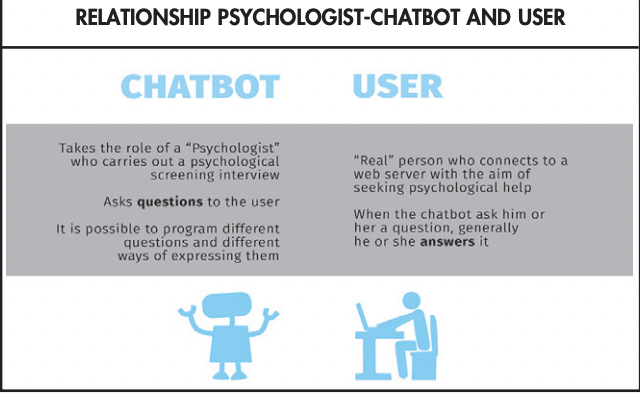 RELATIONSHIP PSYCHOLOGIST-CHATBOT AND USER
CHATBOT
Takes the role of a “Psychologist”
who carries out a psychological
screening interview
Asks questions to the user
It is possible to program different
questions and different
ways of expressing them
USER
“Real” person who connects to a
web server with the aim of
seeking psychological help
When the chatbot ask him or
her a question, generally
he or she answers it